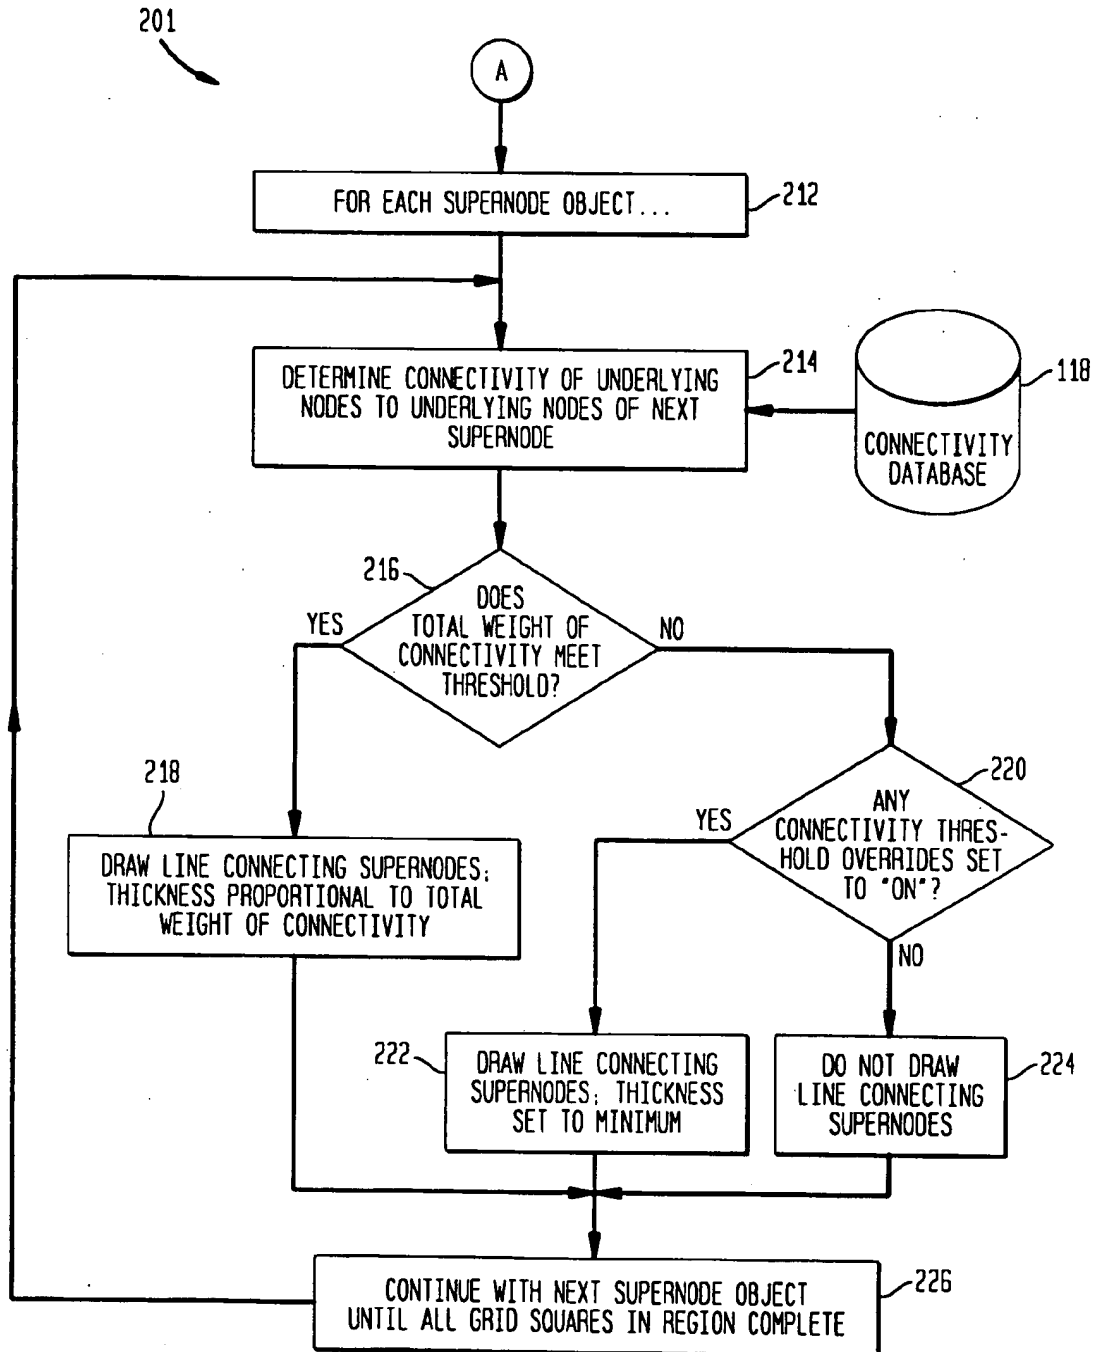 201
A
FOR EACH SUPERNODE OBJECT...
212
DETERMINE CONNECTIVITY OF UNDERLYING
NODES TO UNDERLYING NODES OF NEXT
SUPERNODE
214
118
CONNECTIVITY
DATABASE
216
DOES
TOTAL WEIGHT OF
CONNECTIVITY MEET
THRESHOLD?
YES
NO
218
DRAW LINE CONNECTING SUPERNODES;
THICKNESS PROPORTIONAL TO TOTAL
WEIGHT OF CONNECTIVITY
220
ANY
CONNECTIVITY THRES-
HOLD OVERRIDES SET
TO "ON"?
YES
NO
222
DRAW LINE CONNECTING
SUPERNODES; THICKNESS
SET TO MINIMUM
DO NOT DRAW
LINE CONNECTING
SUPERNODES
224
CONTINUE WITH NEXT SUPERNODE OBJECT
UNTIL ALL GRID SQUARES IN REGION COMPLETE
226